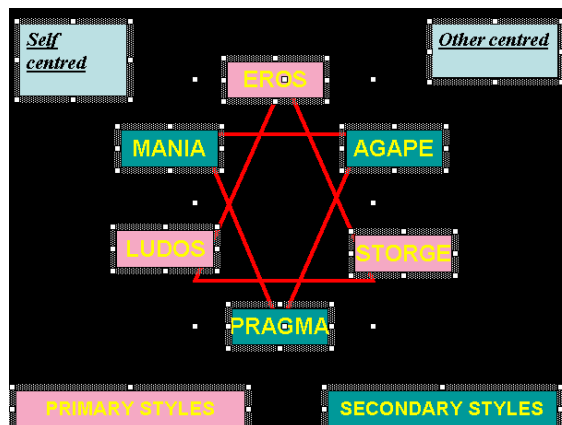 Self
centred
Other centred
EROS
MANIA
AGAPE
LUDOS
STORGE
PRAGMA
PRIMARY STYLES
SECONDARY STYLES